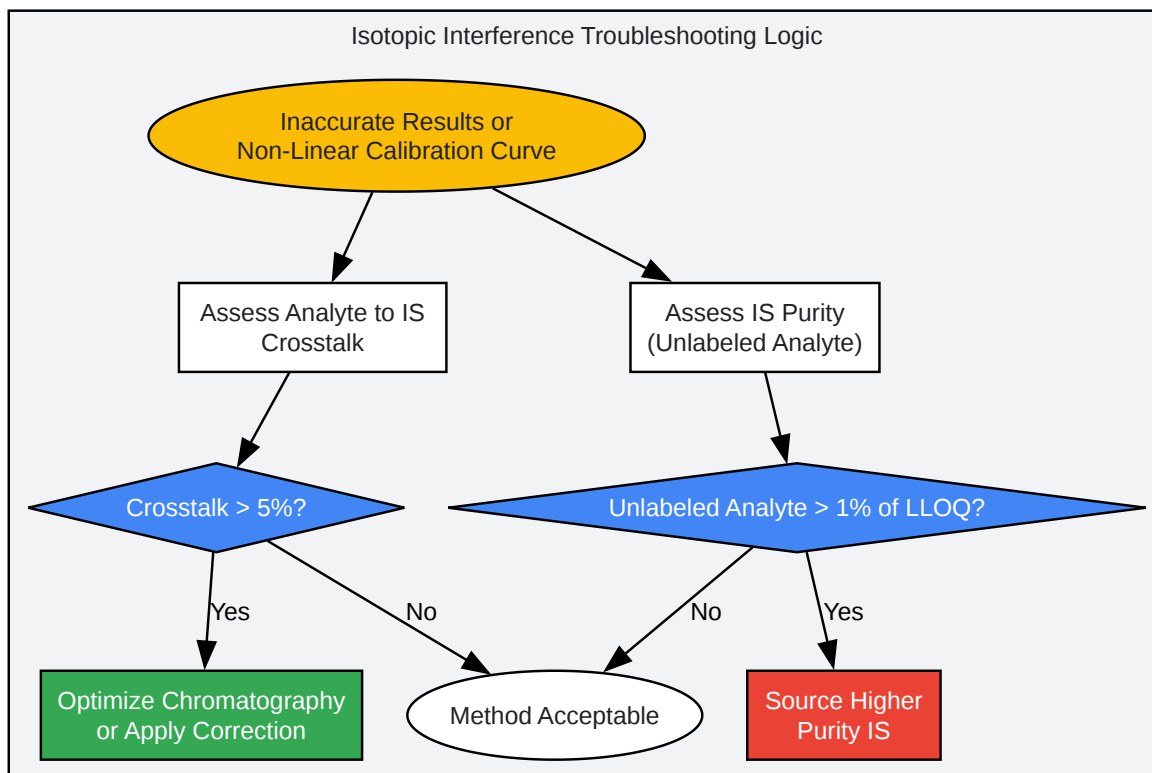 Isotopic Interference Troubleshooting Logic
Inaccurate Results or
Non-Linear Calibration Curve
Assess Analyte to IS
Crosstalk
Assess IS Purity
(Unlabeled Analyte)
Crosstalk > 5%?
Unlabeled Analyte > 1% of LLOQ?
Yes
No
No
Yes
Optimize Chromatography
or Apply Correction
Method Acceptable
Source Higher
Purity IS